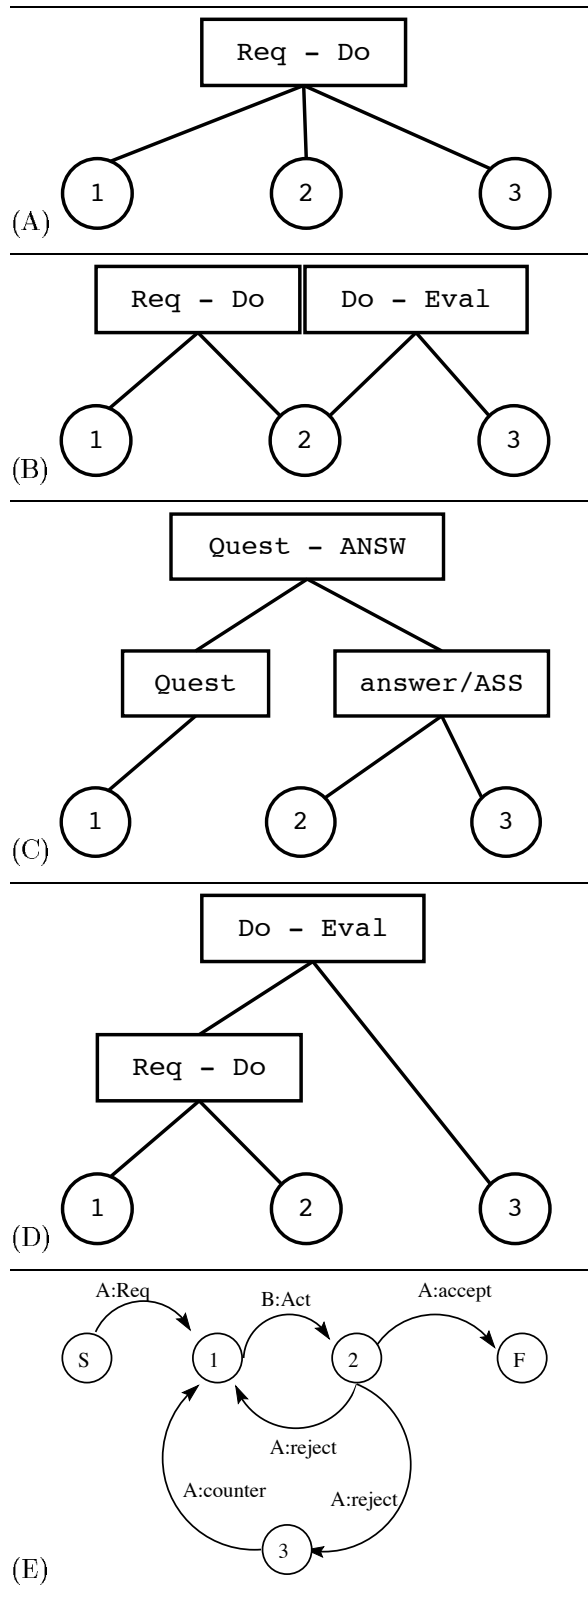 Req - Do
1 2 3
(A)
Req - Do Do - Eval
1 2 3
(B)
Quest - ANSW
Quest answer/ASS
1 2 3
(C)
Do - Eval
Req - Do
1 2 3
(D)
A:Req B:Act A:accept
S 1 2 F
A:reject
A:counter A:reject
3
(E)